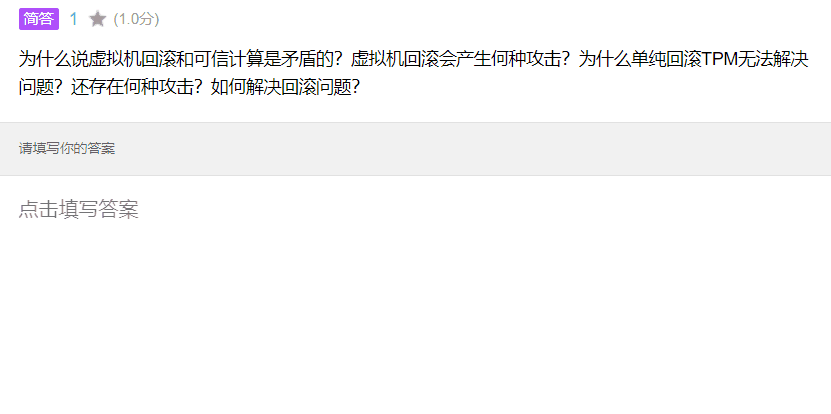 简答 1 (1.0分)
为什么说虚拟机回滚和可信计算是矛盾的？虚拟机回滚会产生何种攻击？为什么单纯回滚TPM无法解决
问题？还存在何种攻击？如何解决回滚问题？
请填写你的答案
点击填写答案